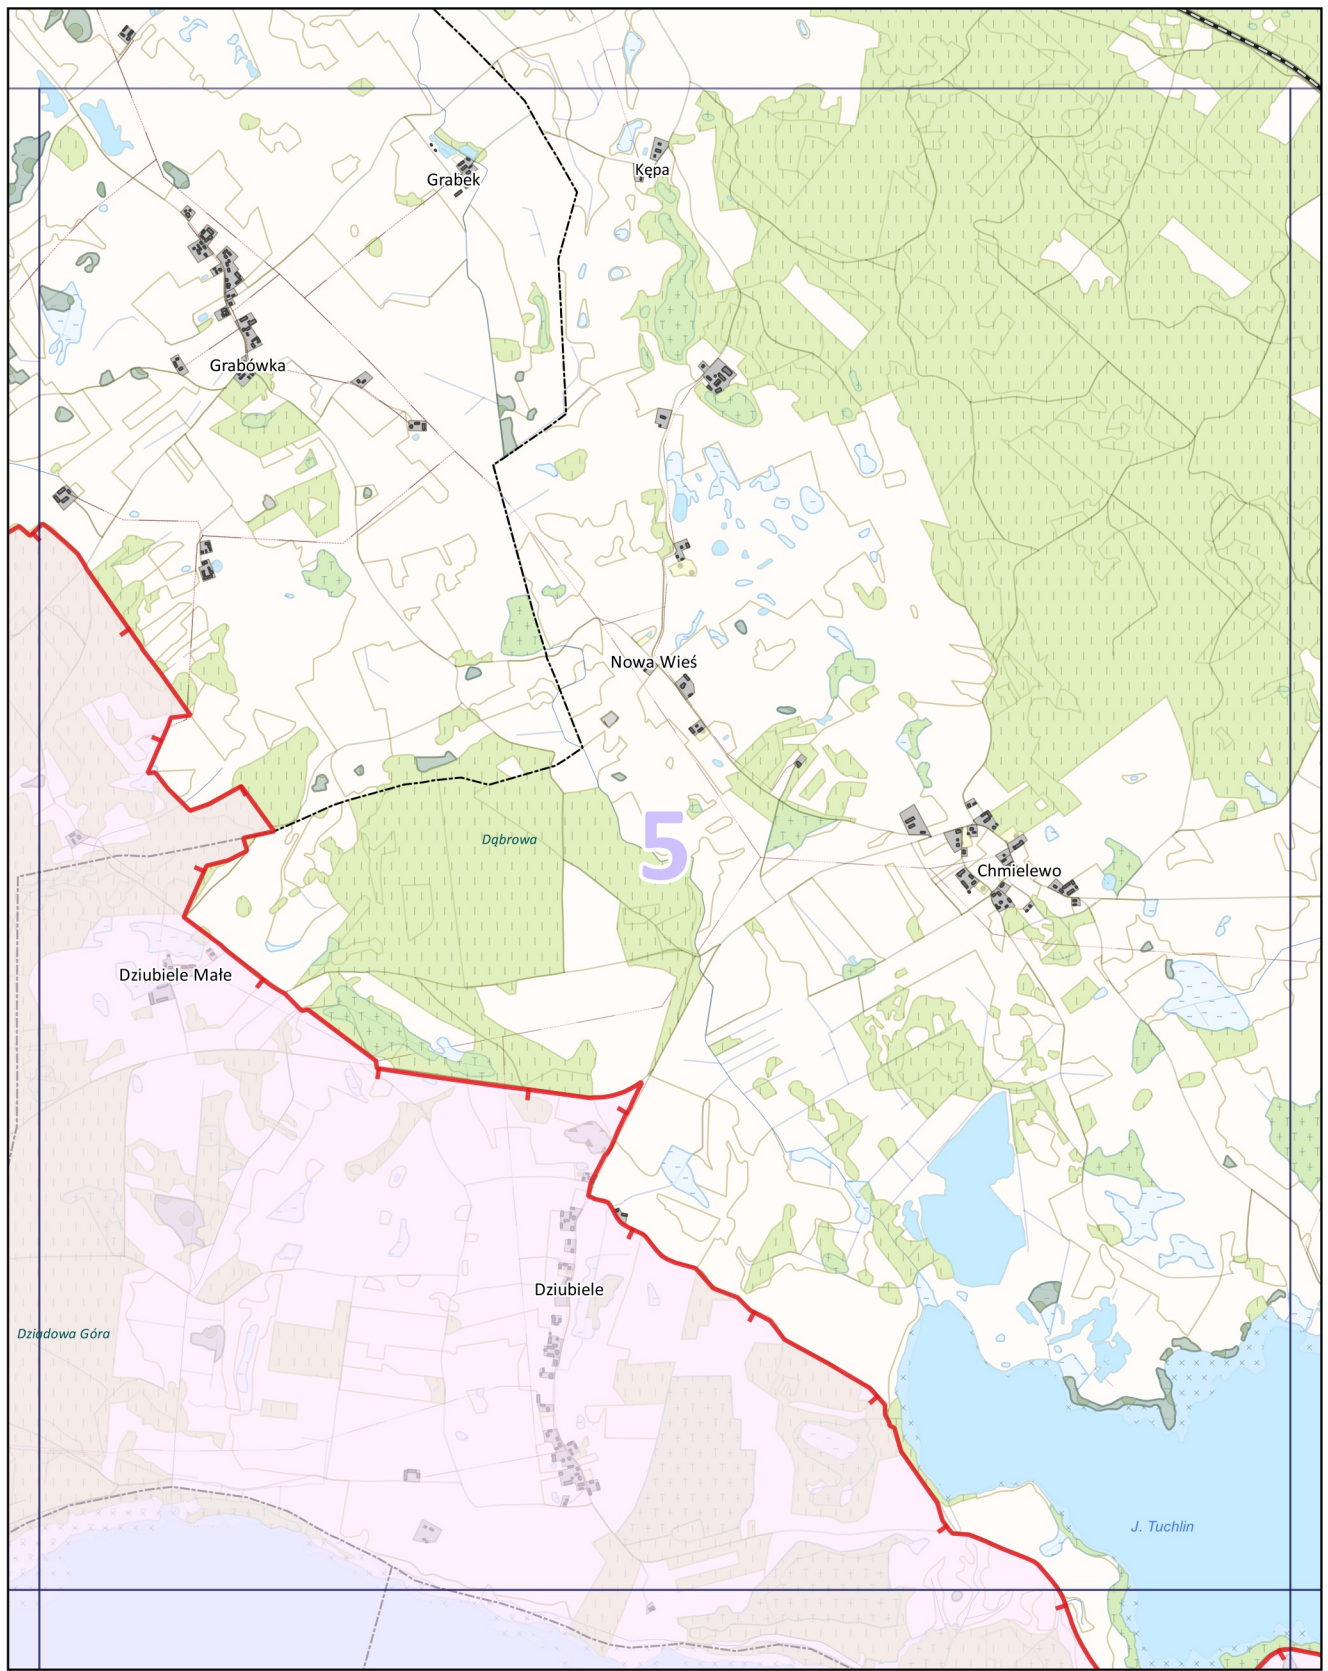 Kępa
Grabek
Grabówka
Nowa Wieś
Dąbrowa
5
Chmielewo
Dziubiele Małe
Dziubiele
Dziadowa Góra
J. Tuchlin